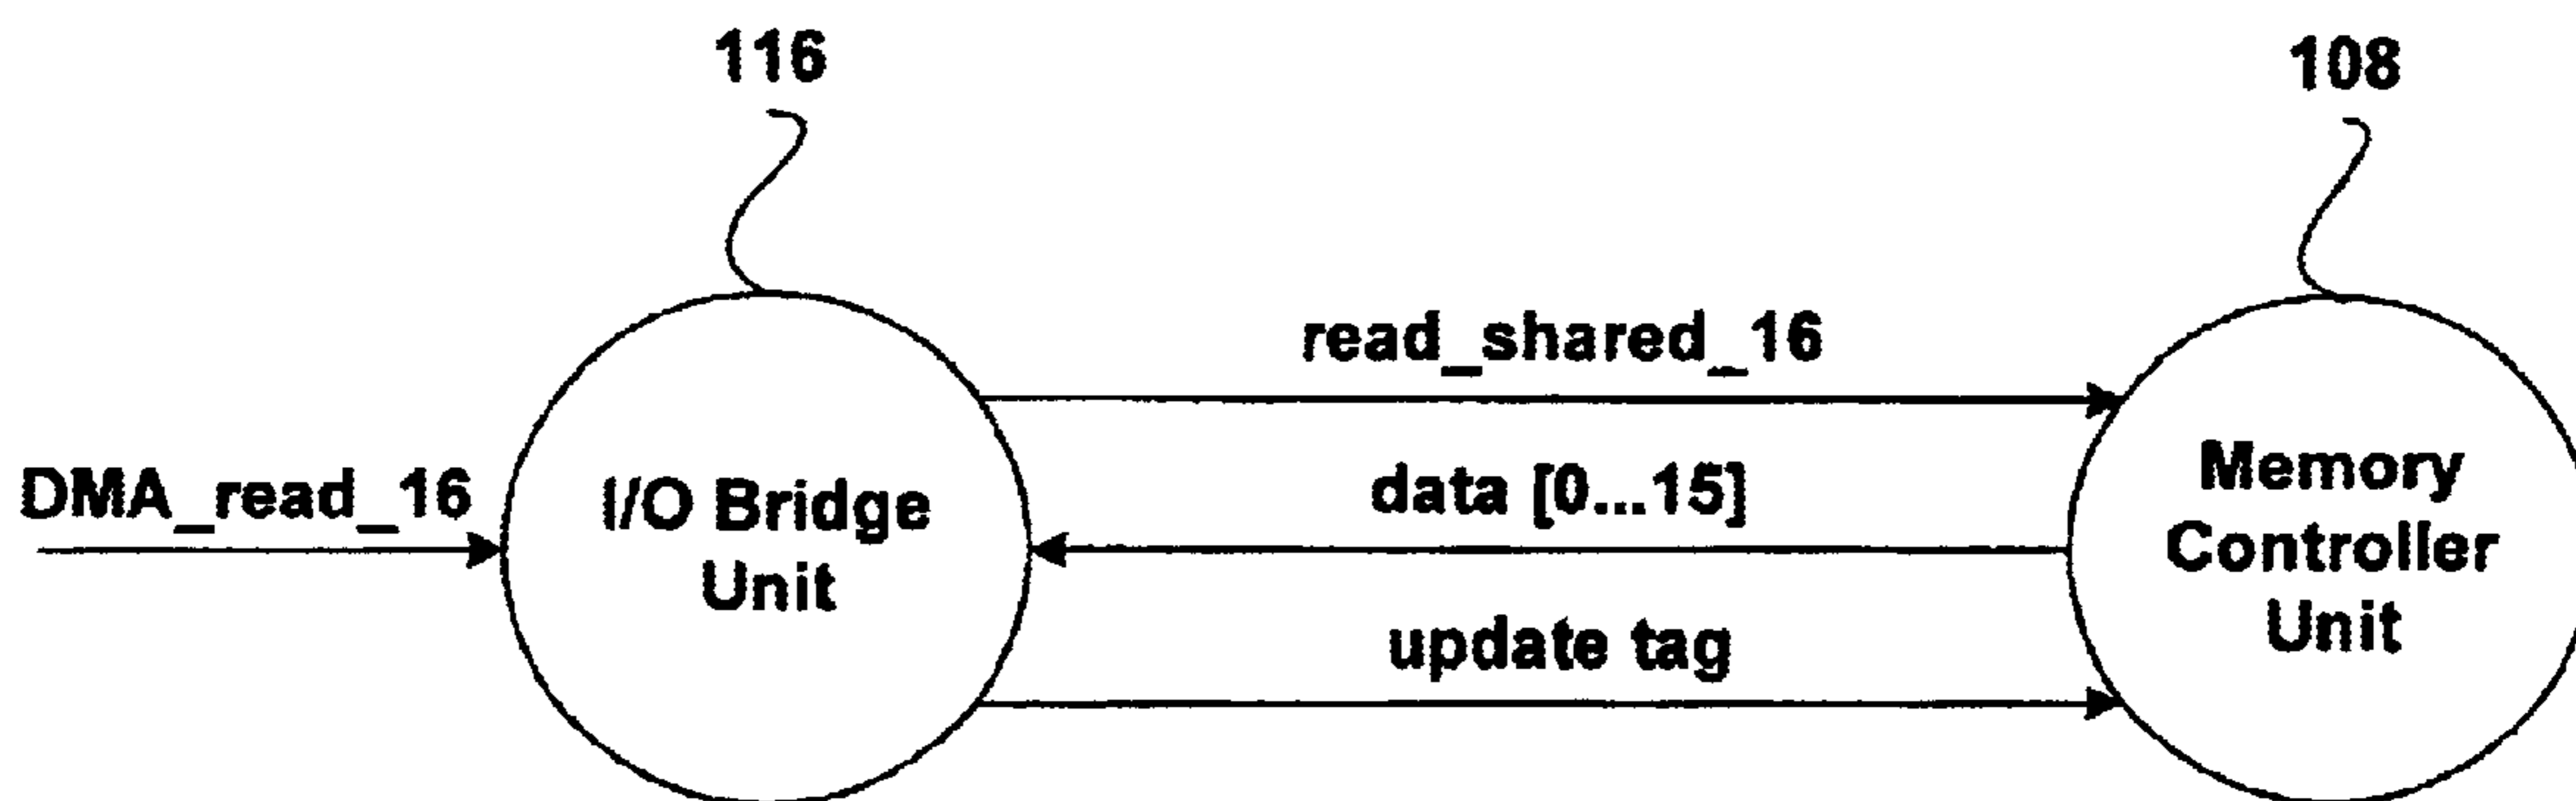 116
108
read_shared_16
DMA_read_16
I/O Bridge
Unit
data [0...15]
Memory
Controller
Unit
update tag